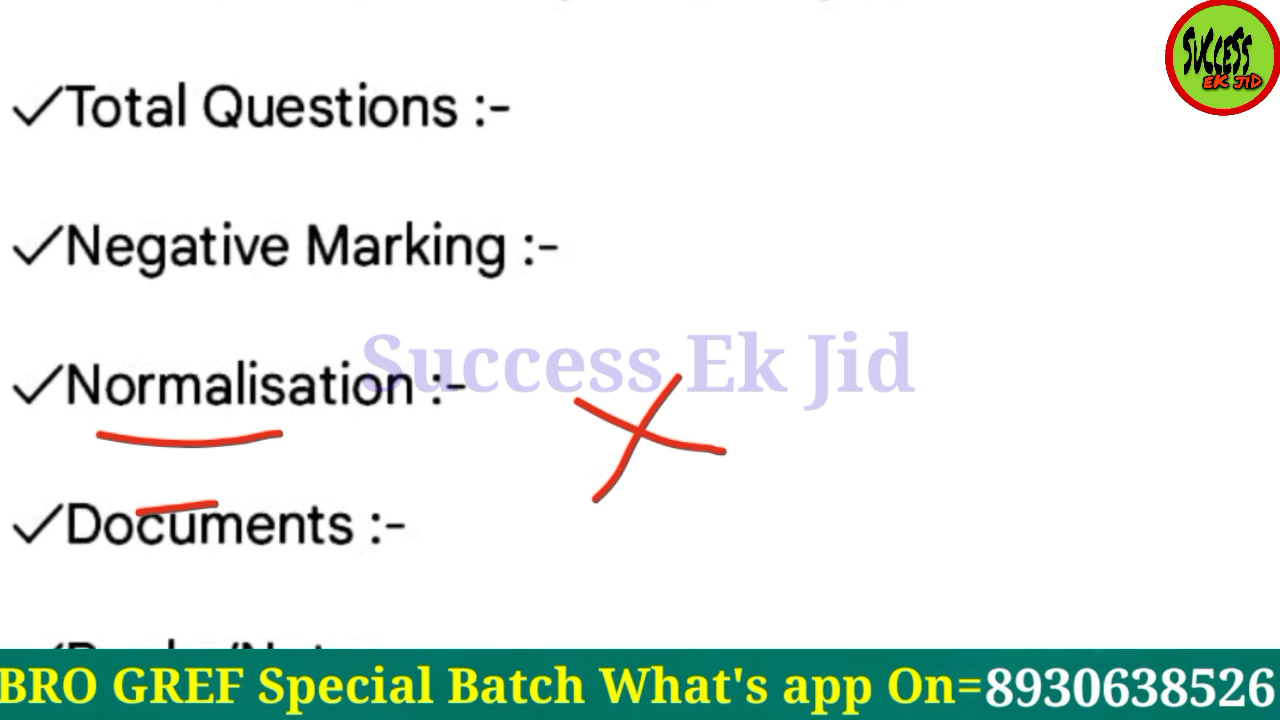 SUCCESS
EK JID
✓Total Questions :-
✓Negative Marking :-
✓Normalisation :-
Success Ek Jid
✓Documents :-
BRO GREF Special Batch What's app On=8930638526